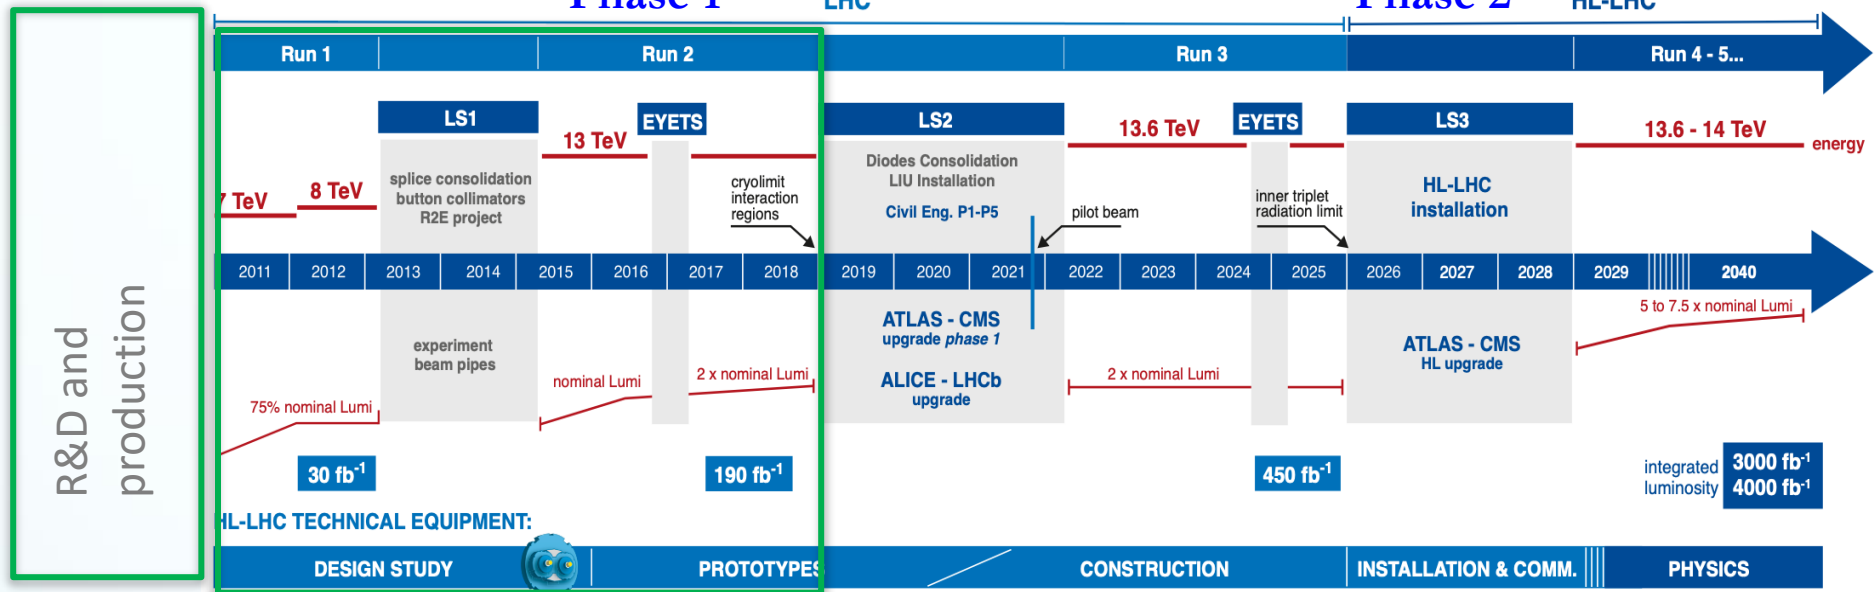 Phase 1
LHC
Phase 2
HL-LHC
R&D and
production
Run 1
Run 2
Run 3
Run 4 - 5...
LS1
EYETS
LS2
EYETS
LS3
13 TeV
13.6 TeV
13.6 - 14 TeV
energy
7 TeV
8 TeV
splice consolidation
button collimators
R2E project
cryolimit
interaction
regions
Diodes Consolidation
LIU Installation
Civil Eng. P1-P5
pilot beam
inner triplet
radiation limit
HL-LHC
installation
2011
2012
2013
2014
2015
2016
2017
2018
2019
2020
2021
2022
2023
2024
2025
2026
2027
2028
2029
2040
5 to 7.5 x nominal Lumi
experiment
beam pipes
ATLAS - CMS
upgrade phase 1
ALICE - LHCb
upgrade
ATLAS - CMS
HL upgrade
75% nominal Lumi
nominal Lumi
2 x nominal Lumi
2 x nominal Lumi
30 fb⁻¹
190 fb⁻¹
450 fb⁻¹
integrated
luminosity
3000 fb⁻¹
4000 fb⁻¹
HL-LHC TECHNICAL EQUIPMENT:
DESIGN STUDY
PROTOTYPES
CONSTRUCTION
INSTALLATION & COMM.
PHYSICS